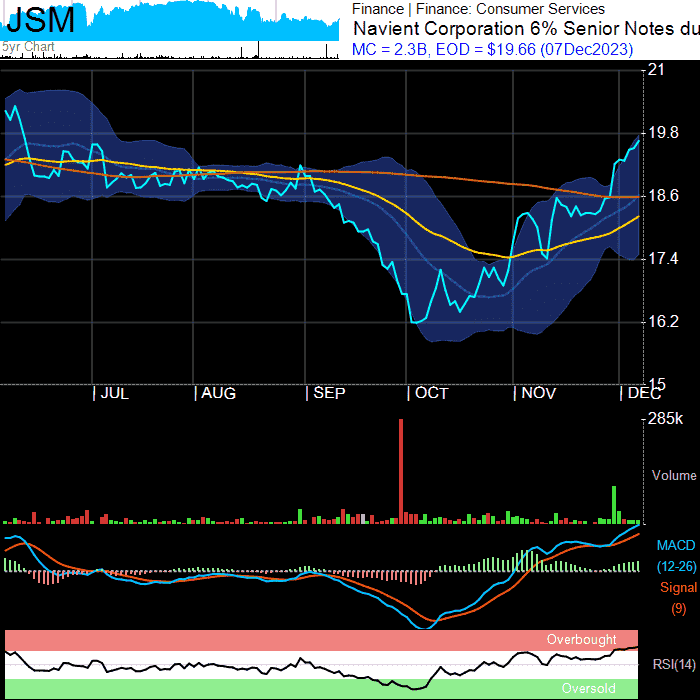 JSM
5yr Chart
Finance | Finance: Consumer Services
Navient Corporation 6% Senior Notes du
MC = 2.3B, EOD = $19.66 (07Dec2023)
21
19.8
18.6
17.4
16.2
15
| JUL | AUG | SEP | OCT | NOV | DEC
285k
Volume
MACD
(12-26)
Signal
(9)
Overbought
RSI(14)
Oversold